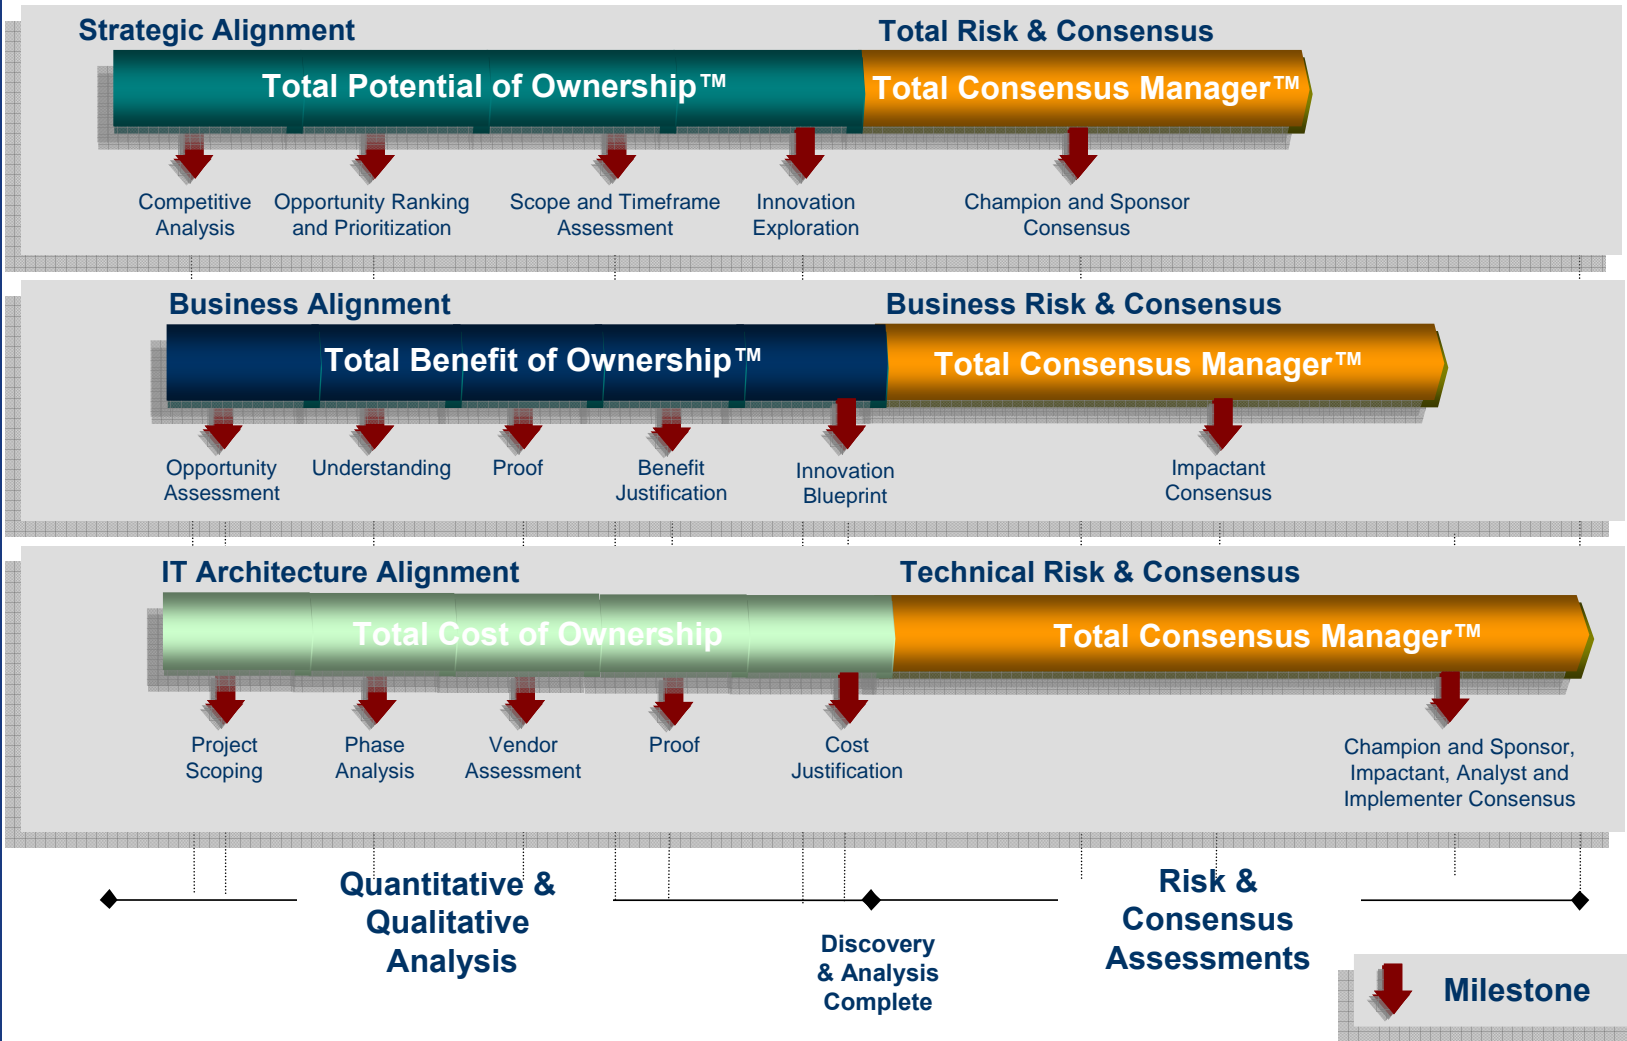 Strategic Alignment
Total Risk & Consensus
Total Potential of Ownership™
Total Consensus Manager™
Competitive
Analysis
Opportunity Ranking
and Prioritization
Scope and Timeframe
Assessment
Innovation
Exploration
Champion and Sponsor
Consensus
Business Alignment
Business Risk & Consensus
Total Benefit of Ownership™
Total Consensus Manager™
Opportunity
Assessment
Understanding
Proof
Benefit
Justification
Innovation
Blueprint
Impactant
Consensus
IT Architecture Alignment
Technical Risk & Consensus
Total Cost of Ownership
Total Consensus Manager™
Project
Scoping
Phase
Analysis
Vendor
Assessment
Proof
Cost
Justification
Champion and Sponsor,
Impactant, Analyst and
Implementer Consensus
Quantitative &
Qualitative
Analysis
Discovery
& Analysis
Complete
Risk &
Consensus
Assessments
Milestone